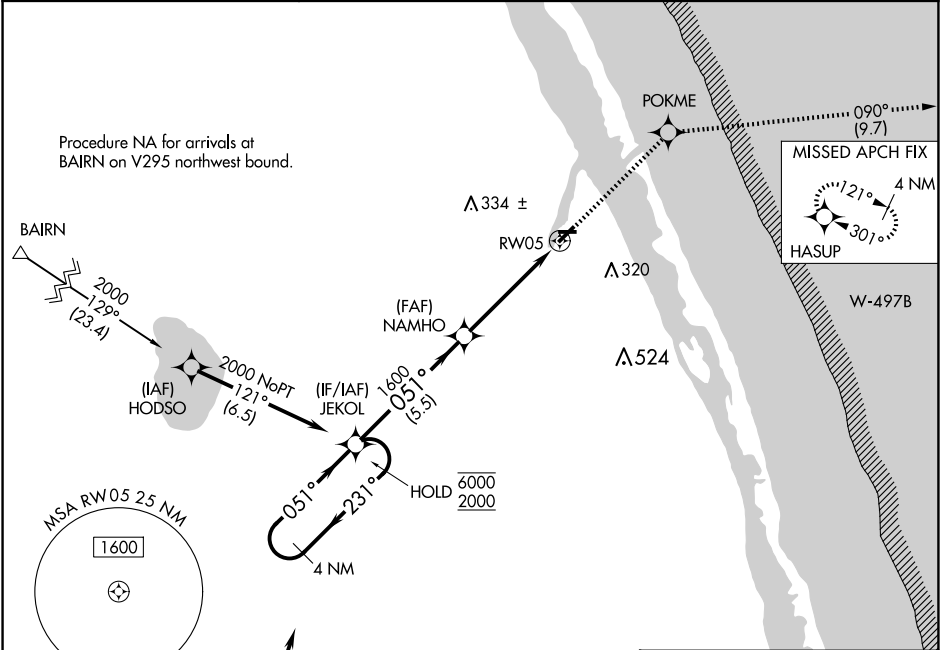 POKME
090°
(9.7)
Procedure NA for arrivals at
BAIRN on V295 northwest bound.
MISSED APCH FIX
4 NM
121°
301°
HASUP
334 ±
RW05
BAIRN
2000
129°
(23.4)
320
W-497B
(FAF)
NAMHO
524
(IAF)
HODSO
2000 NoPT
121°
(6.5)
(IF/IAF)
JEKOL
1600
051°
(5.5)
HOLD 6000
2000
051°
231°
4 NM
MSA RW05 25 NM
1600